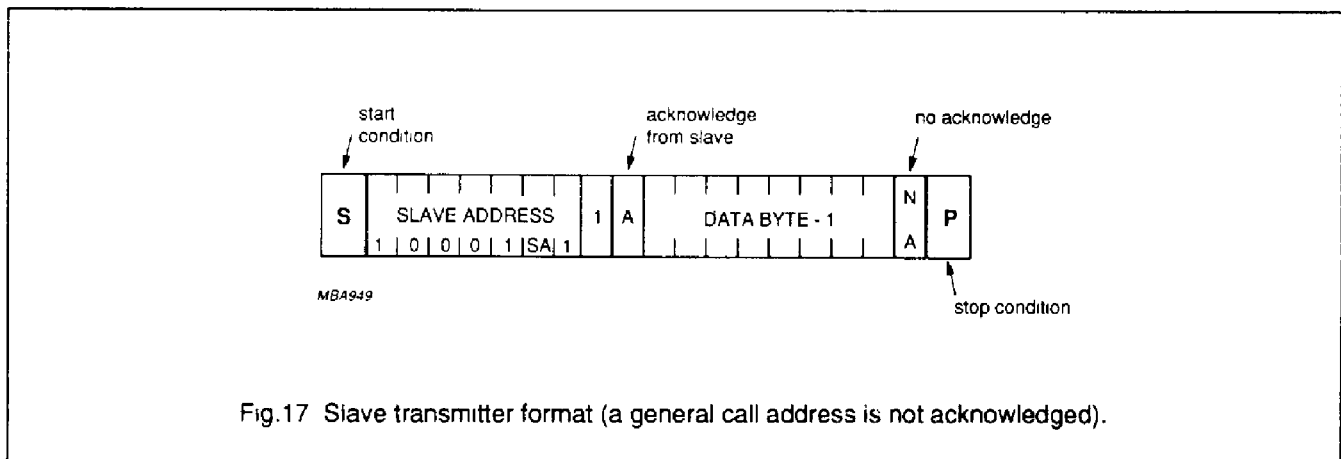 start
condition
acknowledge
from slave
no acknowledge
S
SLAVE ADDRESS
1 | 0 | 0 | 0 | 1 | SA | 1
1
A
DATA BYTE - 1
N
A
P
MBA949
stop condition
Fig.17 Slave transmitter format (a general call address is not acknowledged).